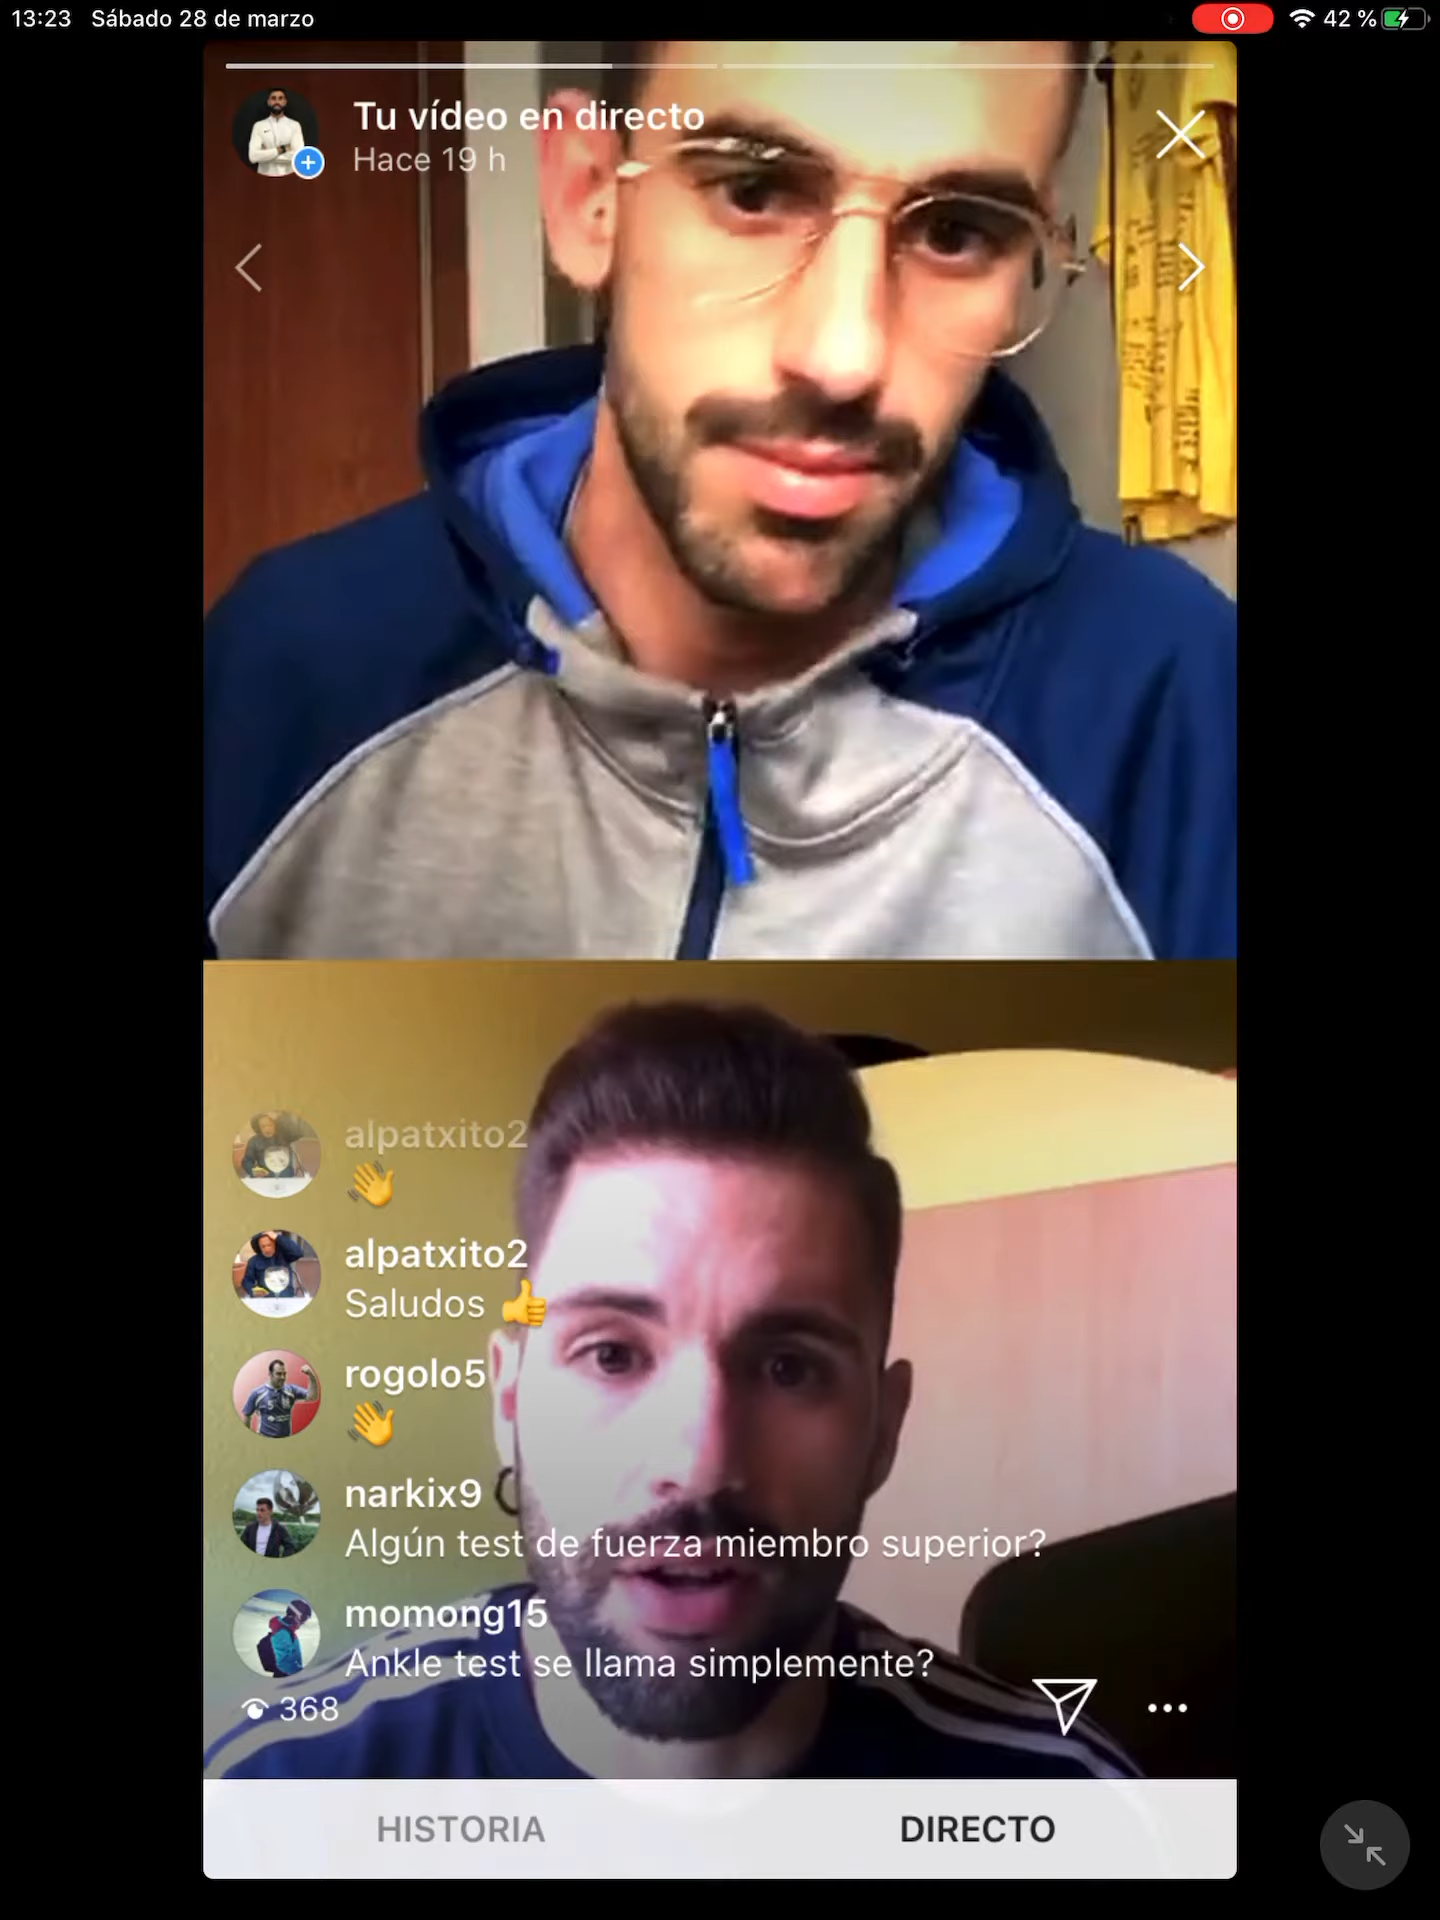 13:23 Sábado 28 de marzo
42 %
Tu vídeo en directo
Hace 19 h
alpatxito2
👋
alpatxito2
Saludos 👍
rogolo5
👋
narkix9
Algún test de fuerza miembro superior?
momong15
Ankle test se llama simplemente?
368
HISTORIA
DIRECTO